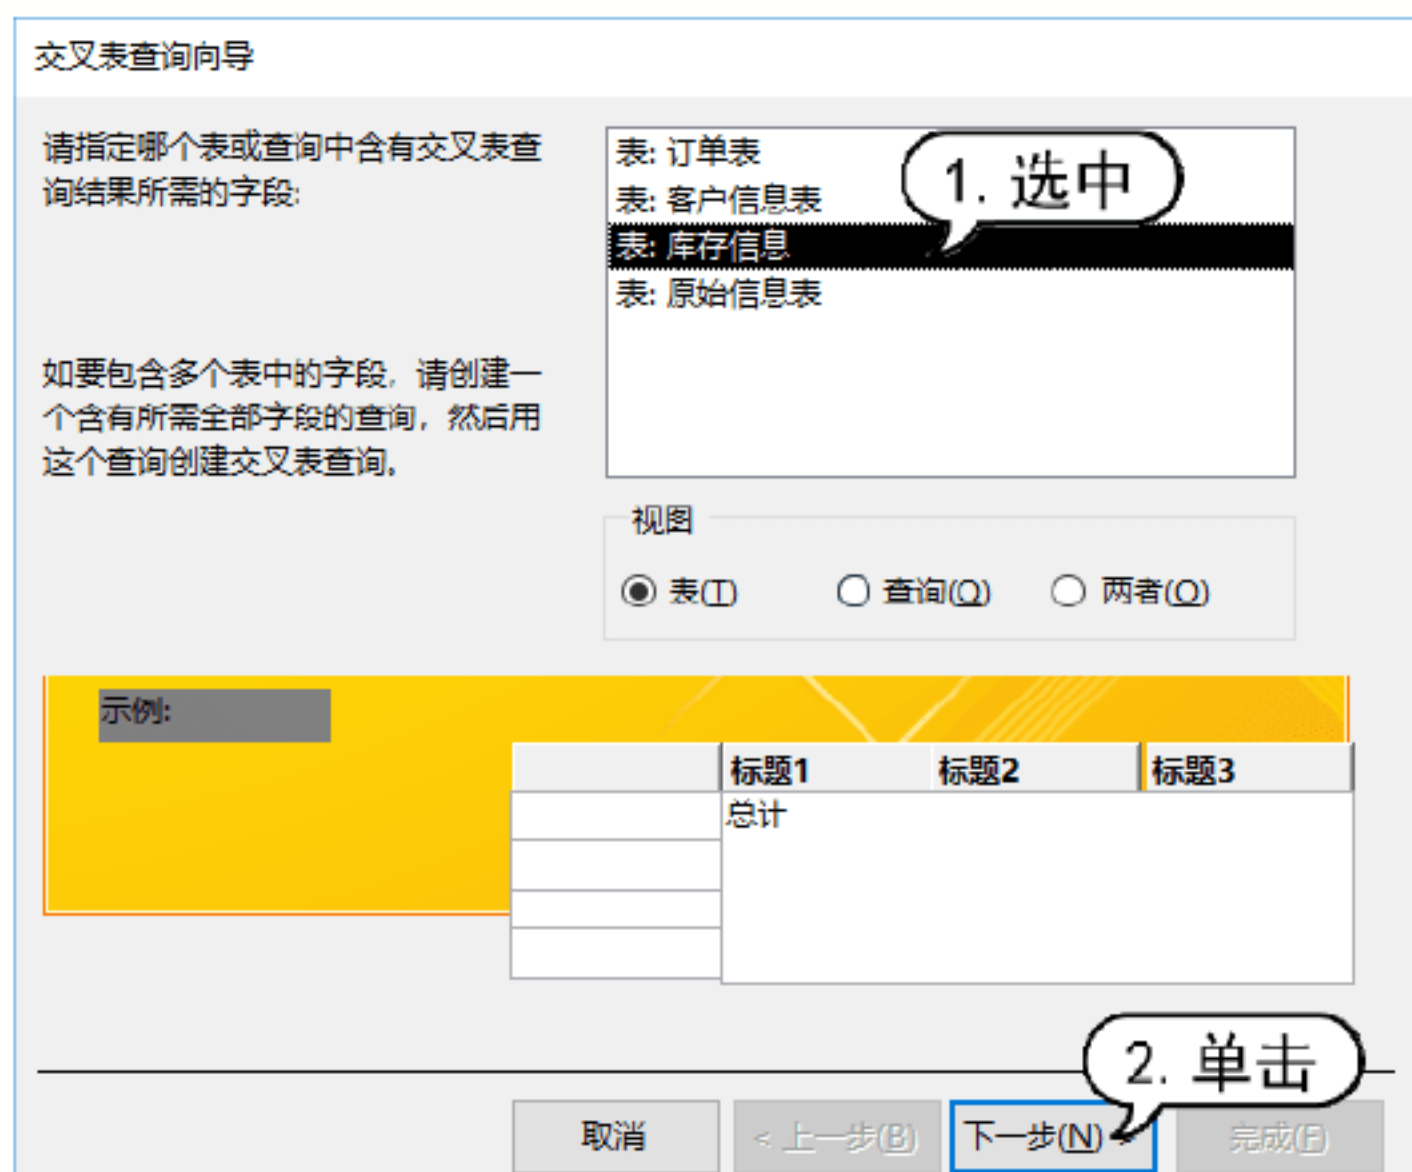 交叉表查询向导
请指定哪个表或查询中含有交叉表查
询结果所需的字段:
表: 订单表
表: 客户信息表
表: 库存信息
表: 原始信息表
1. 选中
如要包含多个表中的字段，请创建一
个含有所需全部字段的查询，然后用
这个查询创建交叉表查询。
视图
表(T)
查询(Q)
两者(O)
示例:
标题1 标题2 标题3
总计
2. 单击
取消
< 上一步(B)
下一步(N) >
完成(F)